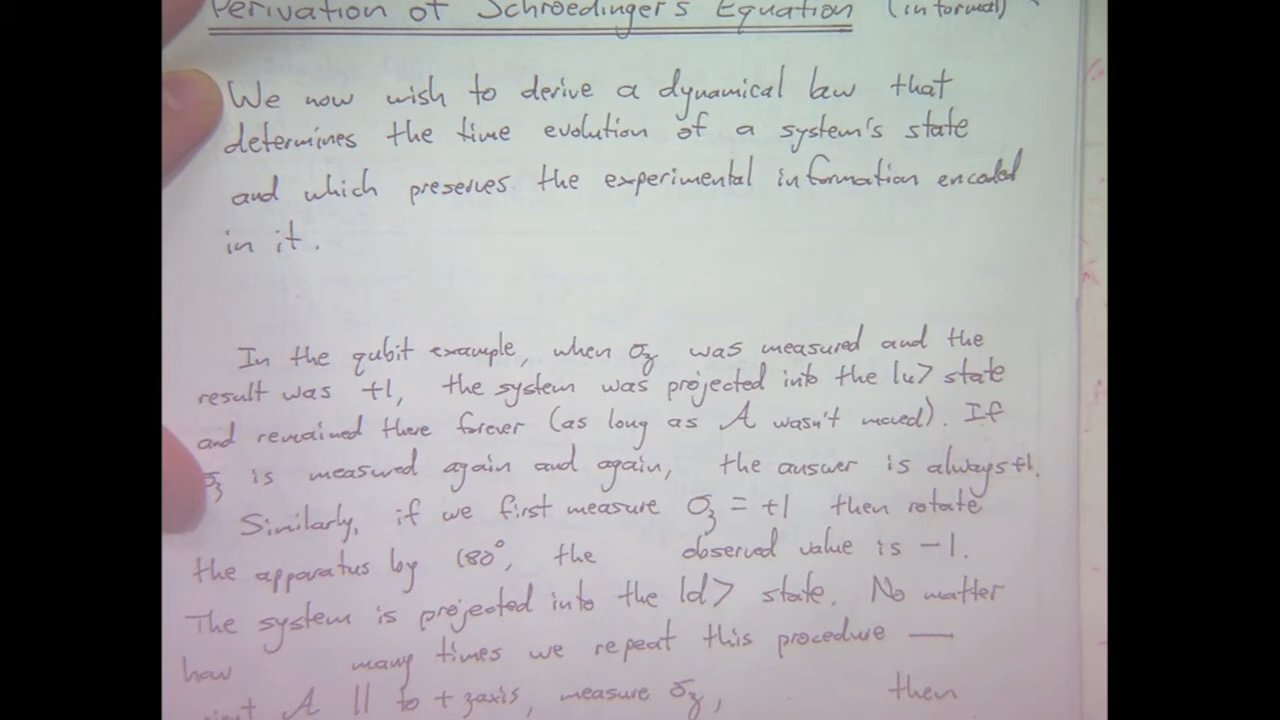 Derivation of Schroedinger's Equation (informal)
We now wish to derive a dynamical law that
determines the time evolution of a system's state
and which preserves the experimental information encoded
in it.
In the qubit example, when σz was measured and the
result was +1, the system was projected into the |u> state
and remained there forever (as long as A wasn't moved). If
σz is measured again and again, the answer is always +1.
Similarly, if we first measure σz = +1 then rotate
the apparatus by 180°, the observed value is -1.
The system is projected into the |d> state. No matter
how many times we repeat this procedure —
A || to + z axis, measure σz, then